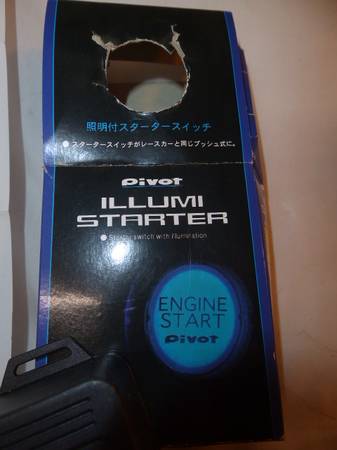 照明付スタータースイッチ
●スタータースイッチがレースカーと同じプッシュ式に。
Pivot
ILLUMI
STARTER
● Starter switch with illumination
ENGINE
START
Pivot